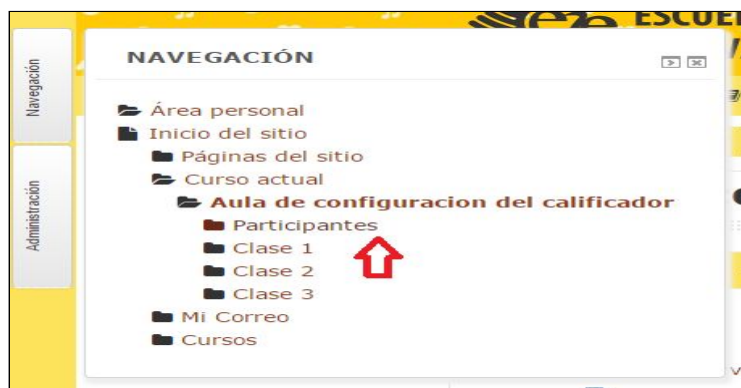 ESCUE
Navegación
Administración
NAVEGACIÓN
Área personal
Inicio del sitio
Páginas del sitio
Curso actual
Aula de configuracion del calificador
Participantes
Clase 1
Clase 2
Clase 3
Mi Correo
Cursos